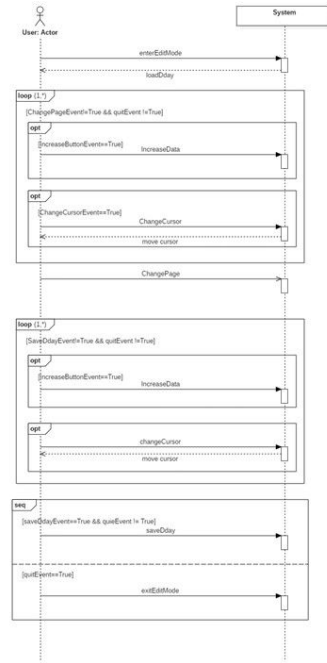 System
User: Actor
enterEditMode
loadDday
loop (1,*)
[ChangePageEvent!=True && quitEvent !=True]
opt
[IncreaseButtonEvent==True]
IncreaseData
opt
[ChangeCursorEvent==True]
ChangeCursor
move cursor
ChangePage
loop (1,*)
[SaveDdayEvent!=True && quitEvent !=True]
opt
[IncreaseButtonEvent==True]
IncreaseData
opt
changeCursor
move cursor
seq
[saveDdayEvent==True && quieEvent != True]
saveDday
[quitEvent==True]
exitEditMode